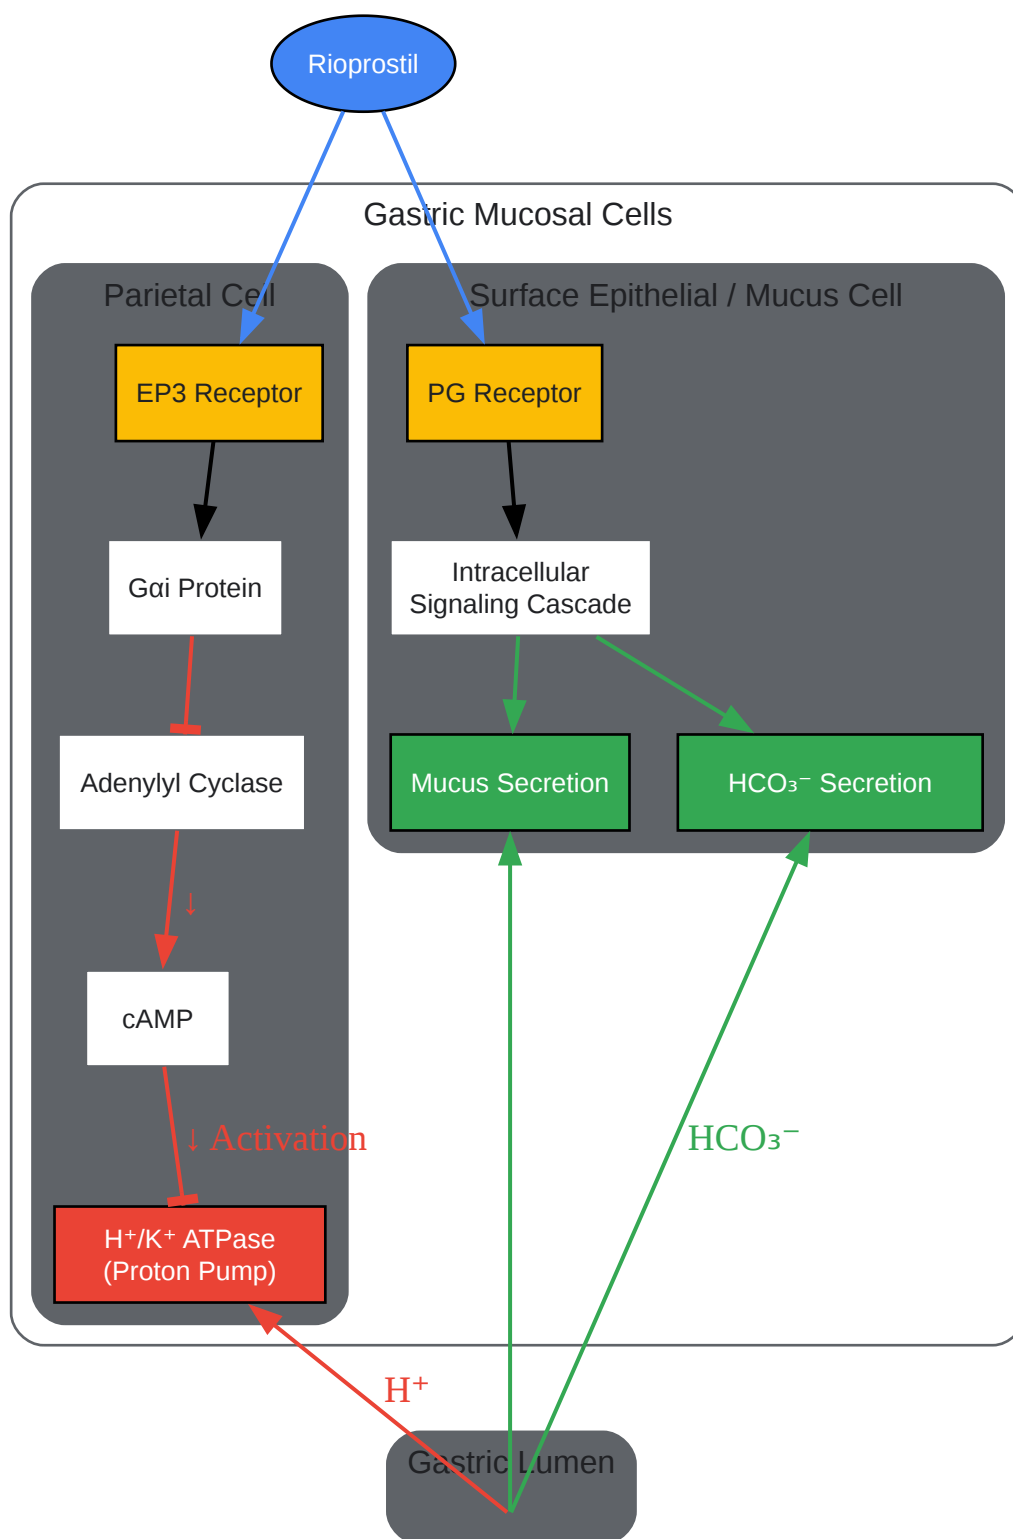 Rioprostil
Gastric Mucosal Cells
Parietal Cell
Surface Epithelial / Mucus Cell
EP3 Receptor
PG Receptor
Gαi Protein
Intracellular
Signaling Cascade
Adenylyl Cyclase
Mucus Secretion
HCO₃⁻ Secretion
↓
cAMP
↓ Activation
HCO₃⁻
H⁺/K⁺ ATPase
(Proton Pump)
H⁺
Gastric Lumen